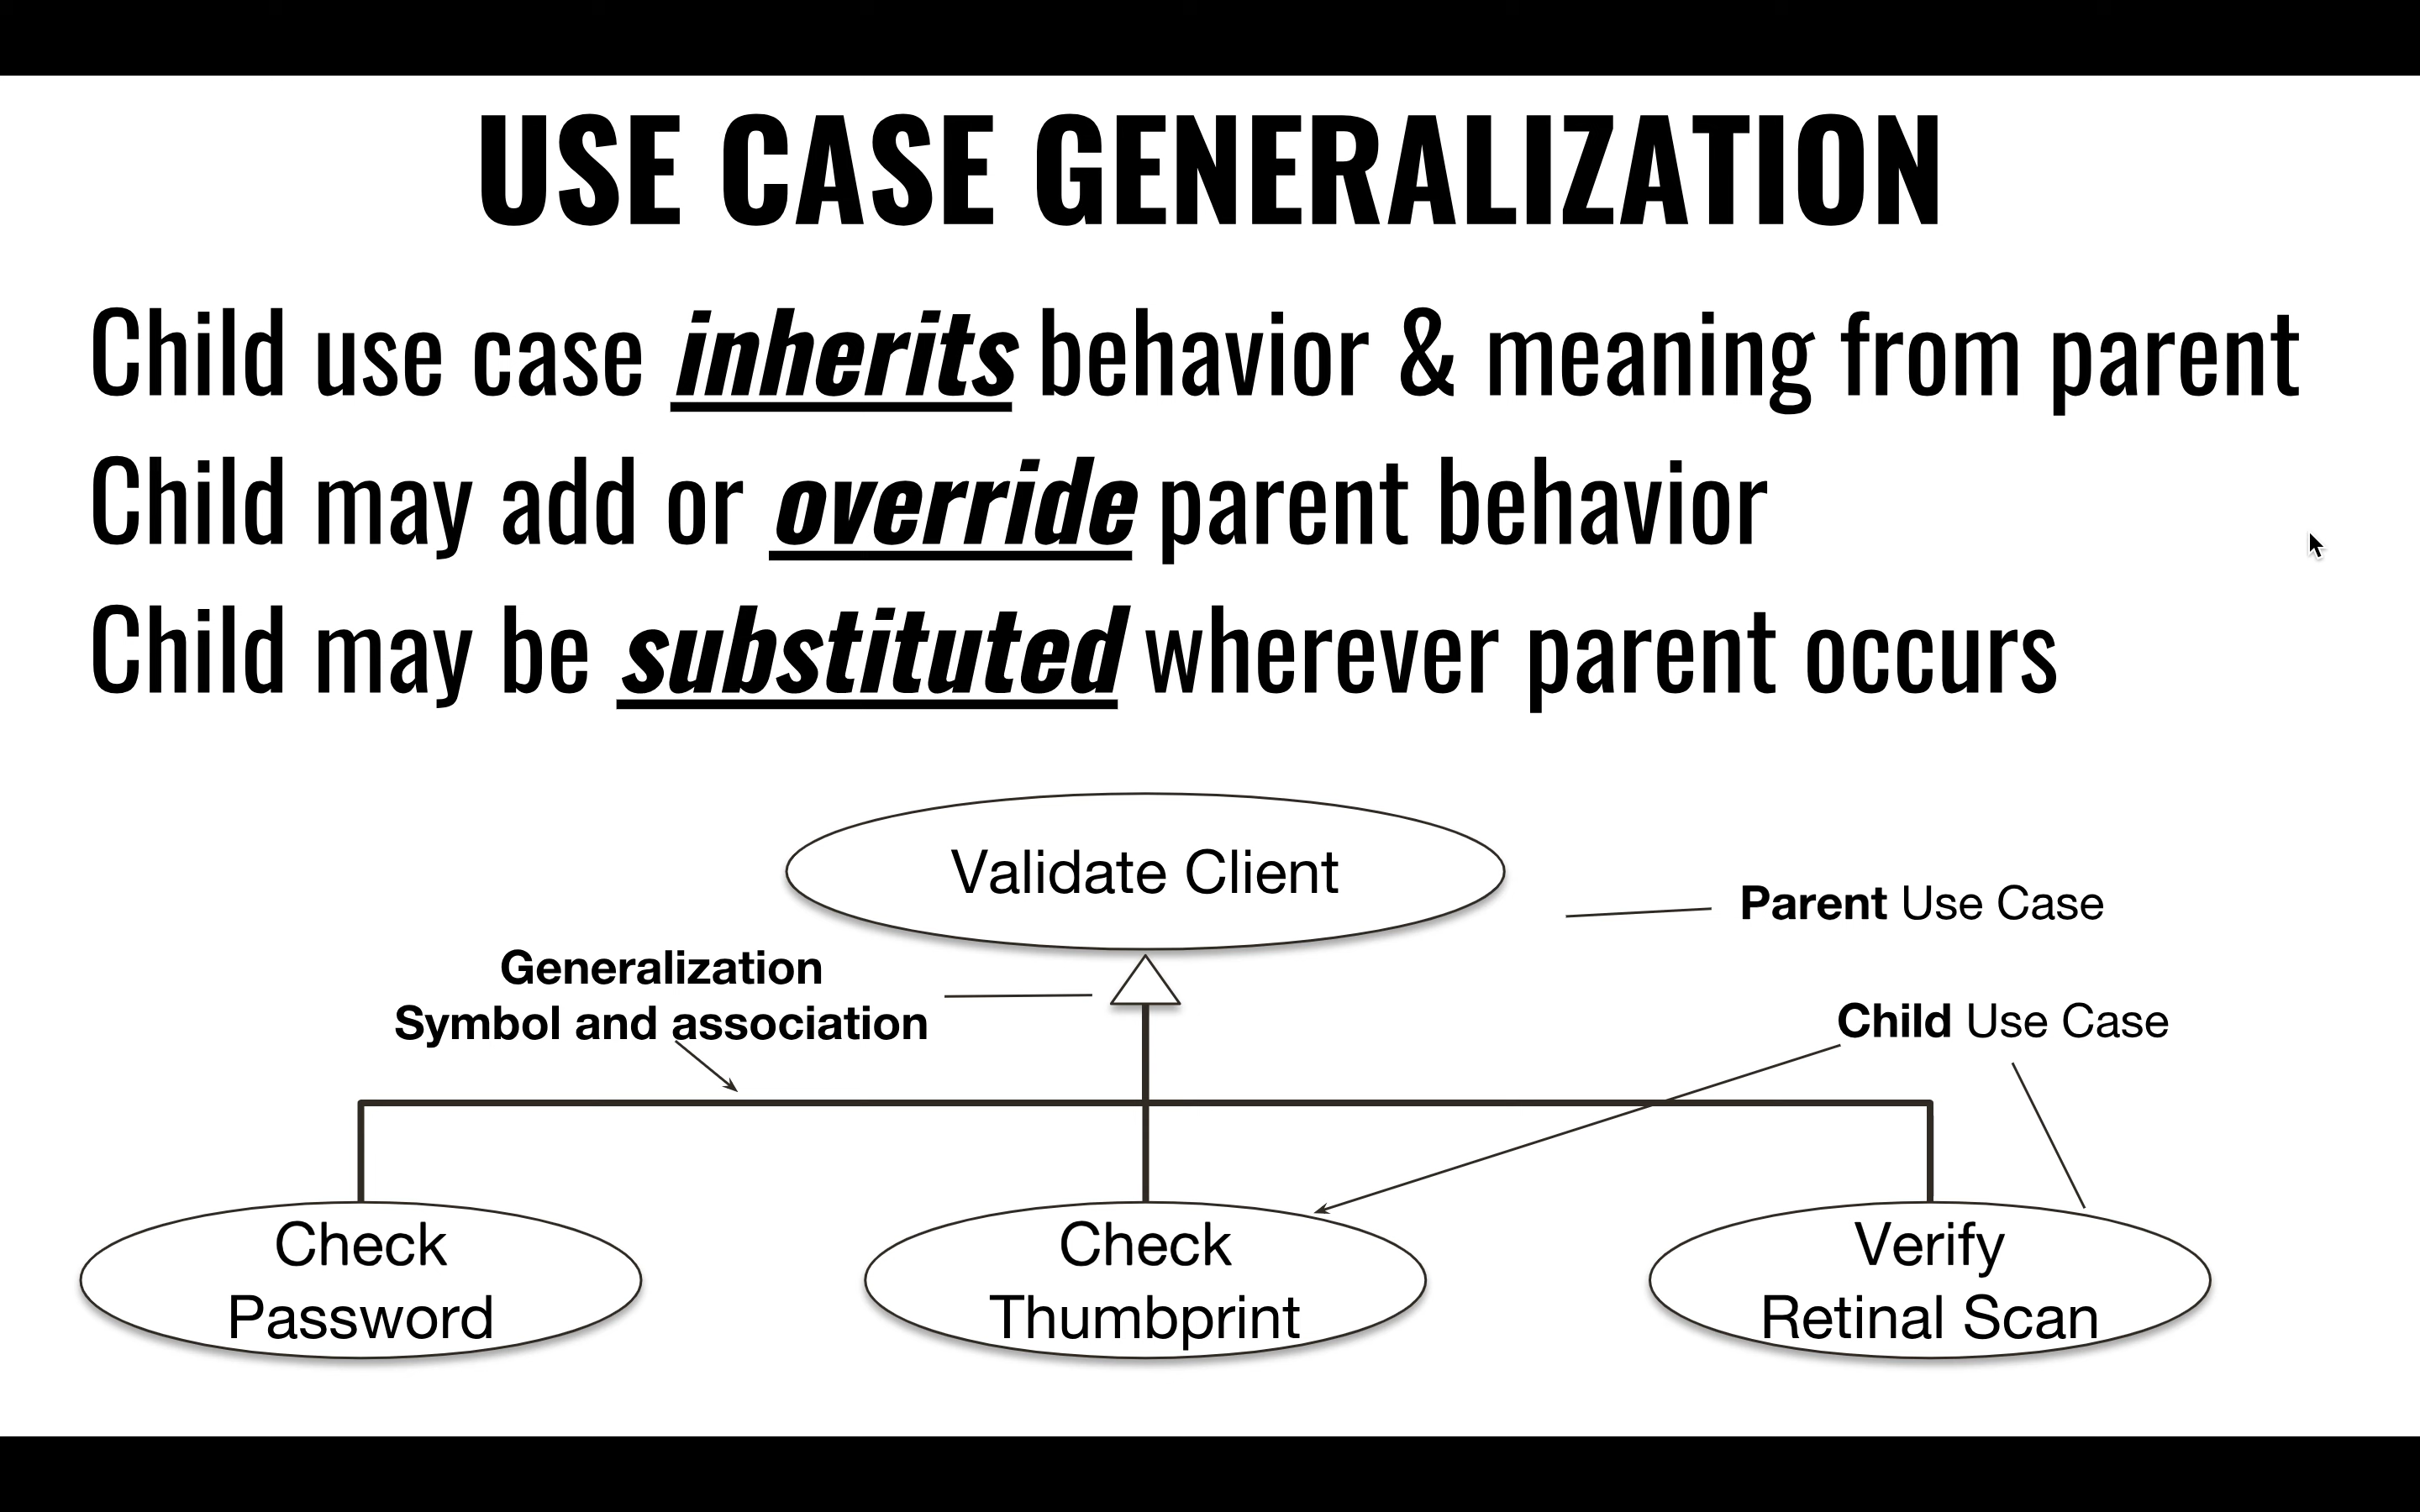 USE CASE GENERALIZATION
Child use case inherits behavior & meaning from parent
Child may add or override parent behavior
Child may be substituted wherever parent occurs
Validate Client
Parent Use Case
Generalization
Symbol and association
Child Use Case
Check
Password
Check
Thumbprint
Verify
Retinal Scan